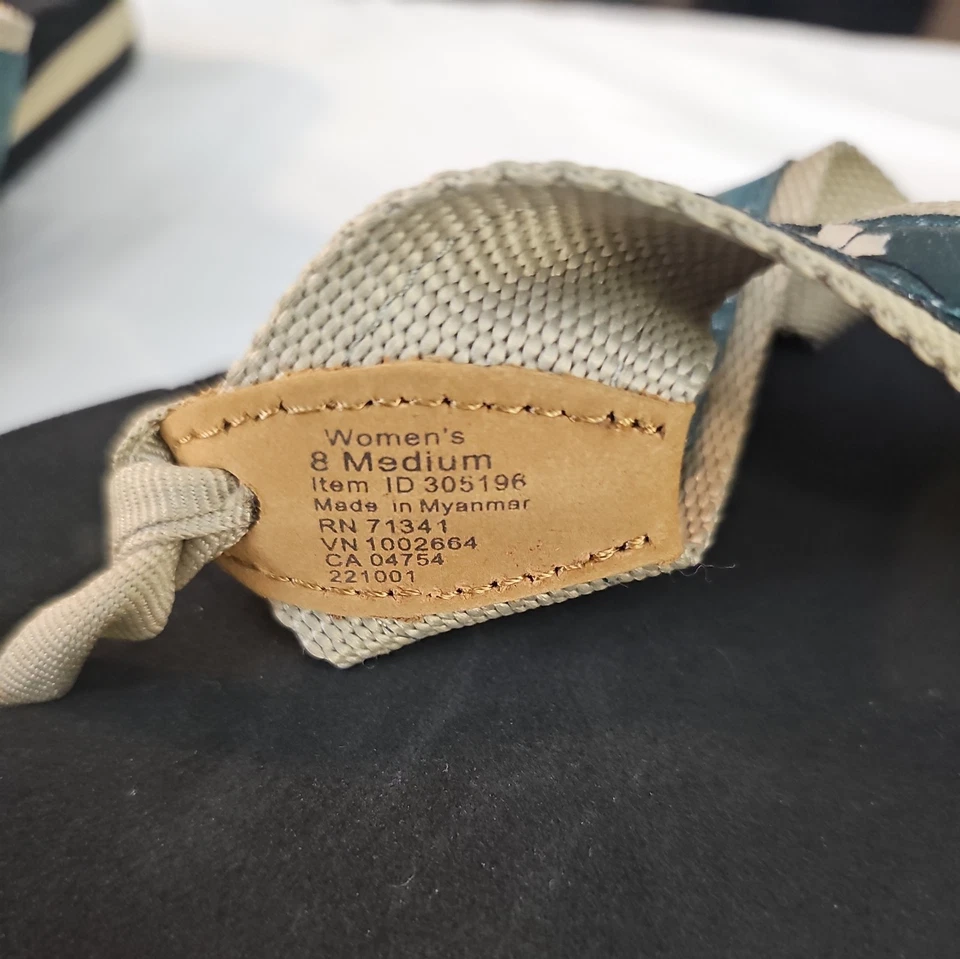 Women's
8 Medium
Item ID 305196
Made in Myanmar
RN 71341
VN 1002664
CA 04754
221001